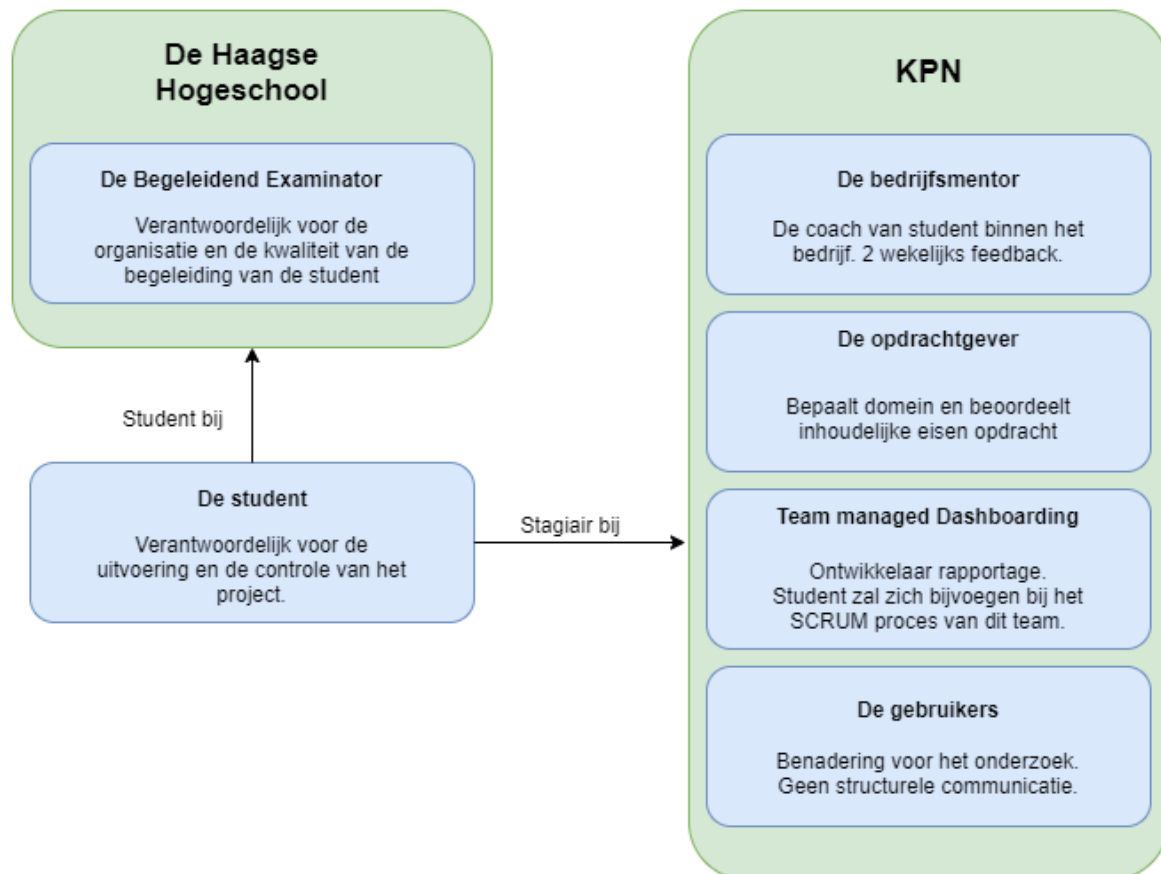 De Haagse
Hogeschool
De Begeleidend Examinator
Verantwoordelijk voor de
organisatie en de kwaliteit van de
begeleiding van de student
Student bij
De student
Verantwoordelijk voor de
uitvoering en de controle van het
project.
Stagiair bij
KPN
De bedrijfsmentor
De coach van student binnen het
bedrijf. 2 wekelijks feedback.
De opdrachtgever
Bepaalt domein en beoordeelt
inhoudelijke eisen opdracht
Team managed Dashboarding
Ontwikkelaar rapportage.
Student zal zich bijvoegen bij het
SCRUM proces van dit team.
De gebruikers
Benadering voor het onderzoek.
Geen structurele communicatie.